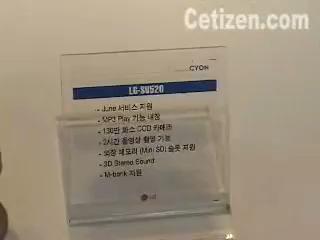 Cetizen.com
CYON
LG-SV520
- June 서비스 지원
- MP3 Play 기능 내장
- 130만 화소 CCD 카메라
- 2시간 동영상 촬영 기능
- 외장 메모리 (Mini SD) 슬롯 지원
- 3D Stereo Sound
- M-bank 지원
LG